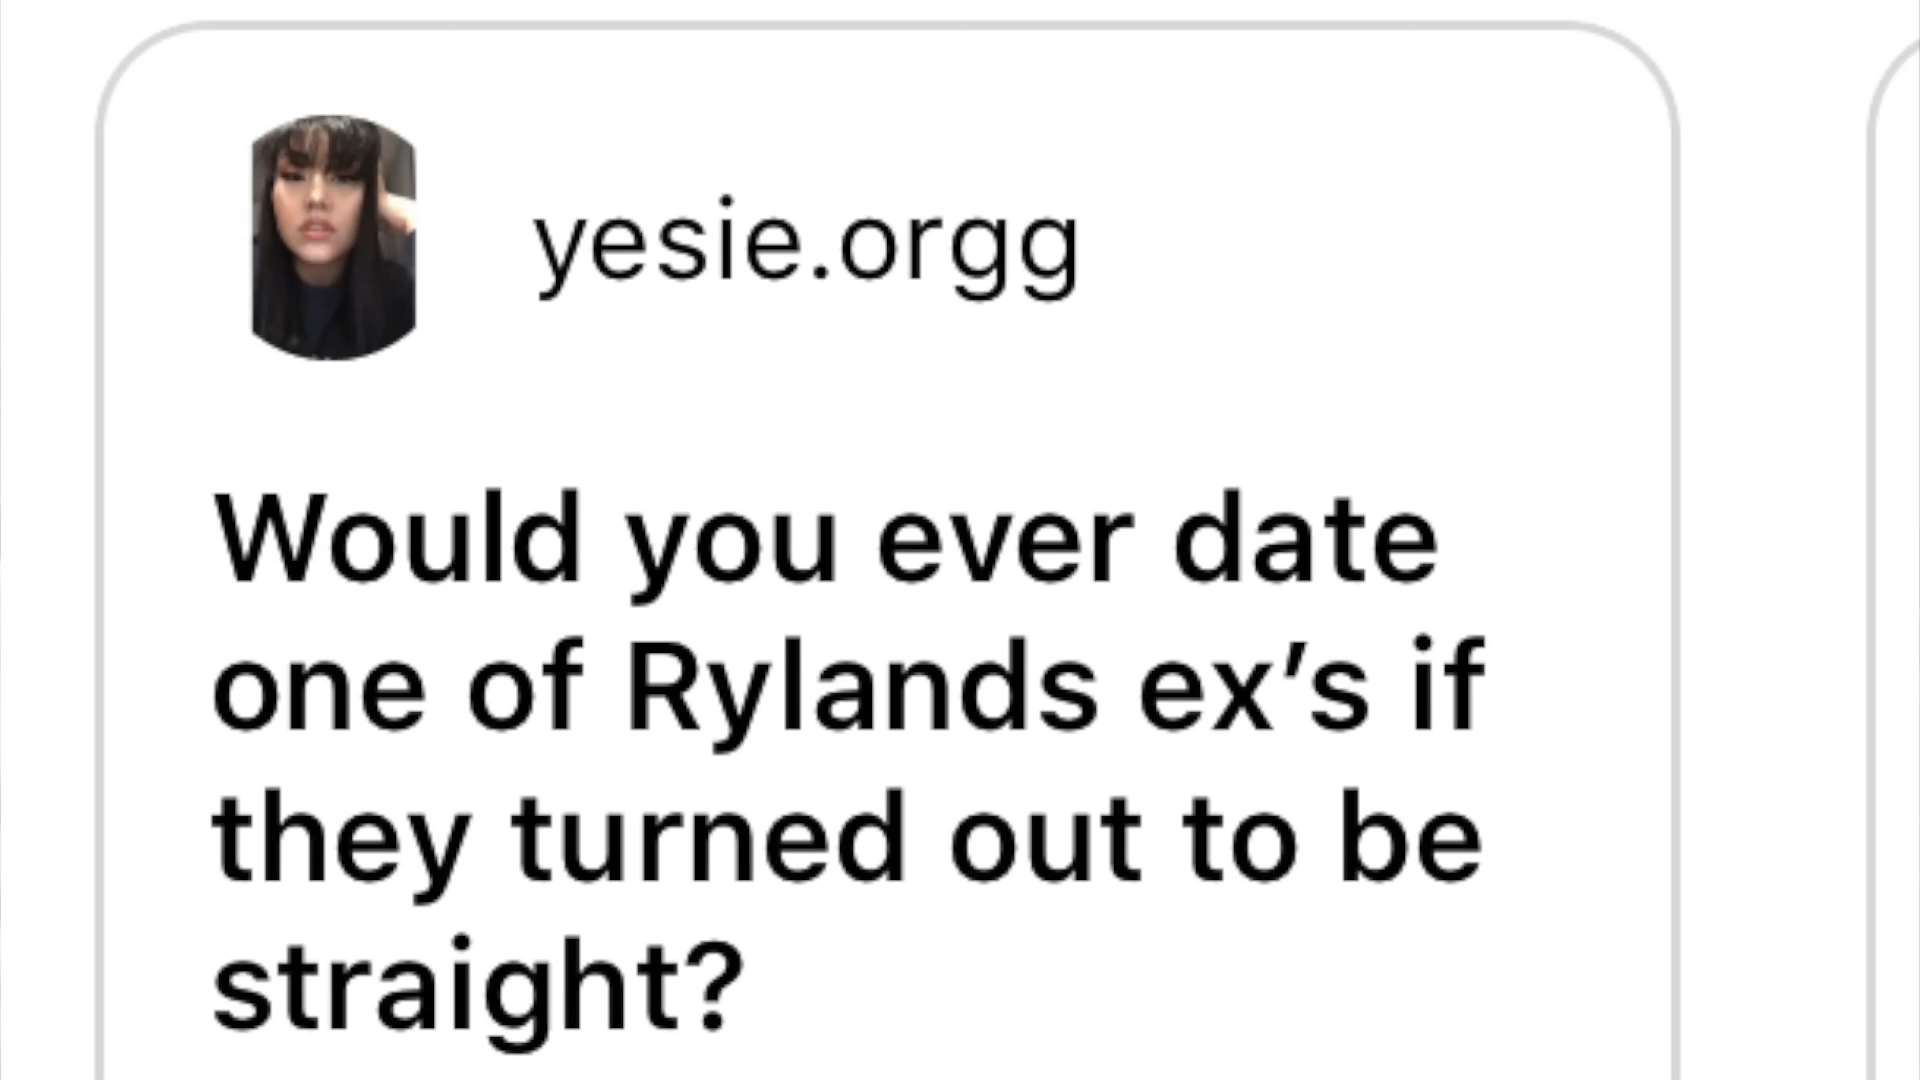 yesie.orgg
Would you ever date
one of Rylands ex’s if
they turned out to be
straight?